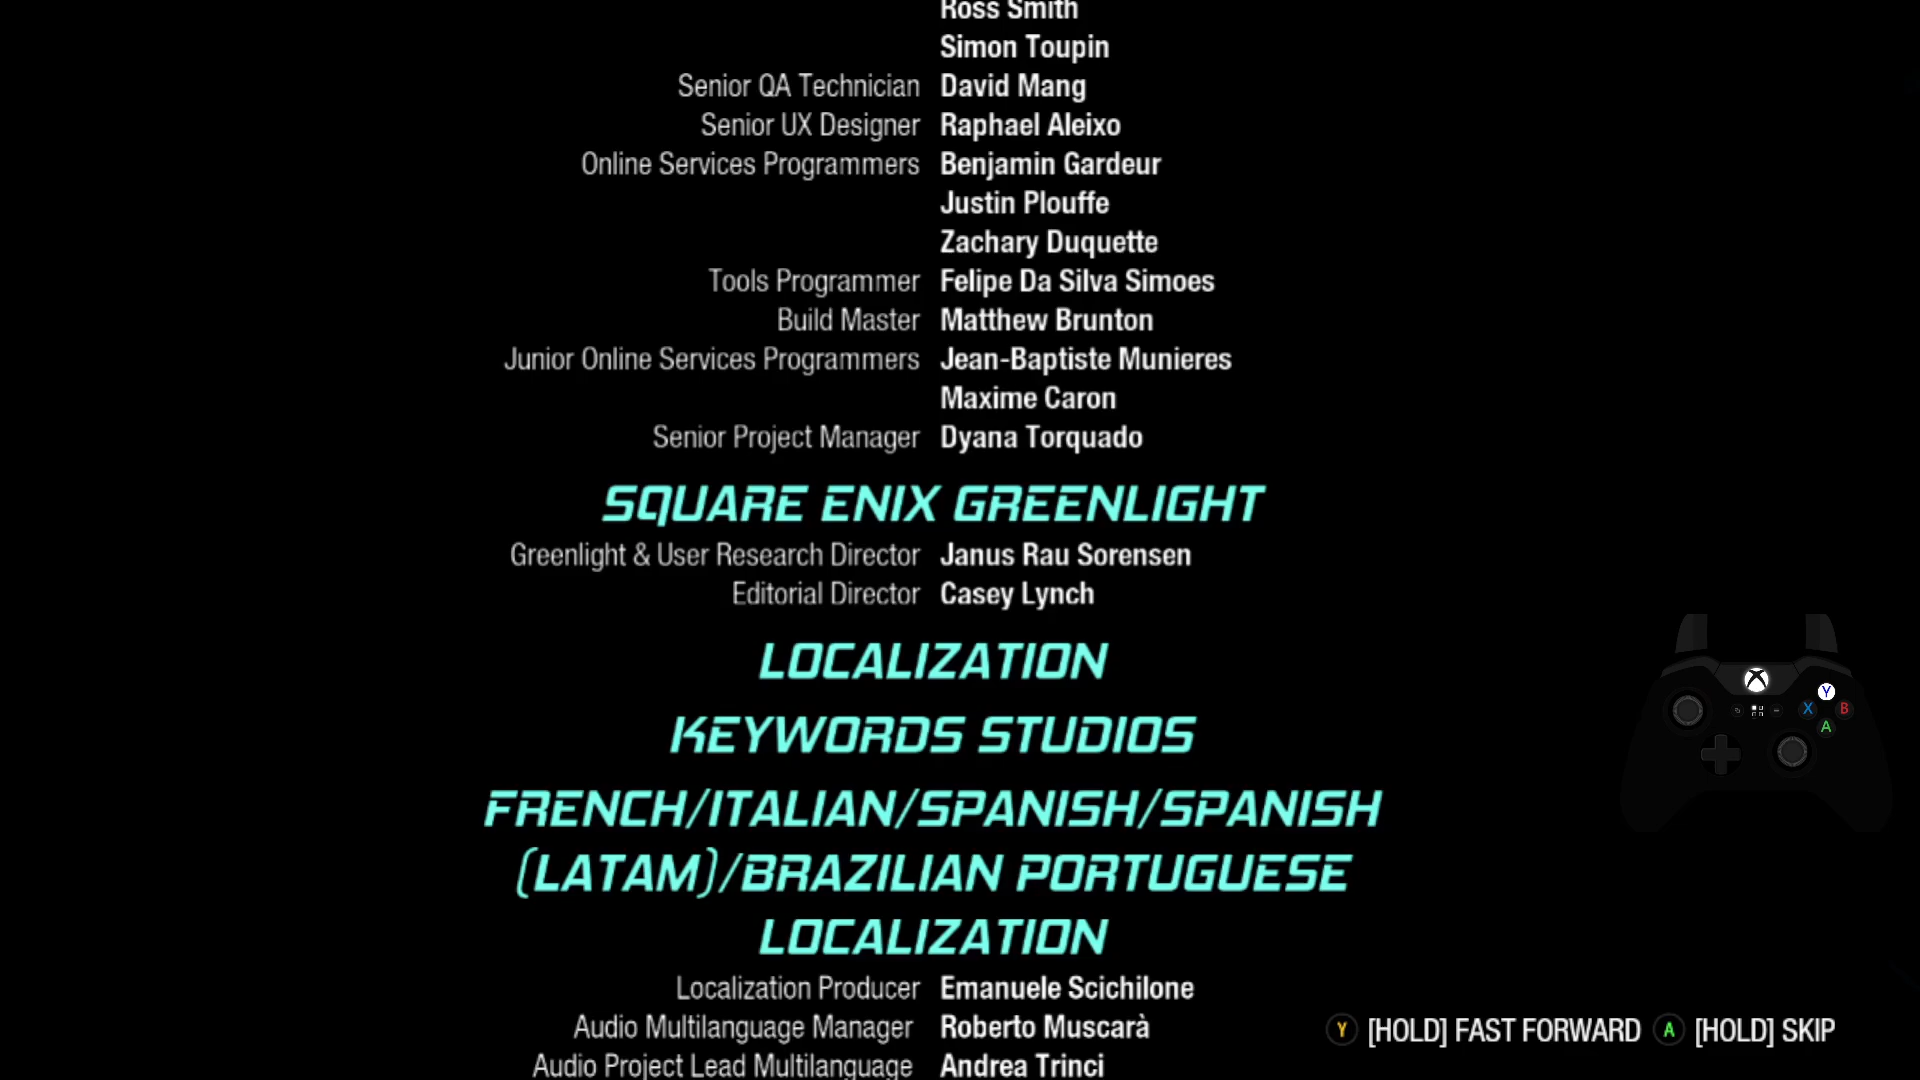 Ross Smith
Simon Toupin
Senior QA Technician David Mang
Senior UX Designer Raphael Aleixo
Online Services Programmers Benjamin Gardeur
Justin Plouffe
Zachary Duquette
Tools Programmer Felipe Da Silva Simoes
Build Master Matthew Brunton
Junior Online Services Programmers Jean-Baptiste Munieres
Maxime Caron
Senior Project Manager Dyana Torquado
SQUARE ENIX GREENLIGHT
Greenlight & User Research Director Janus Rau Sorensen
Editorial Director Casey Lynch
LOCALIZATION
KEYWORDS STUDIOS
FRENCH/ITALIAN/SPANISH/SPANISH
(LATAM)/BRAZILIAN PORTUGUESE
LOCALIZATION
Localization Producer Emanuele Scichilone
Audio Multilanguage Manager Roberto Muscarà
Audio Project Lead Multilanguage Andrea Trinci
Y
X B
A
Y [HOLD] FAST FORWARD A [HOLD] SKIP